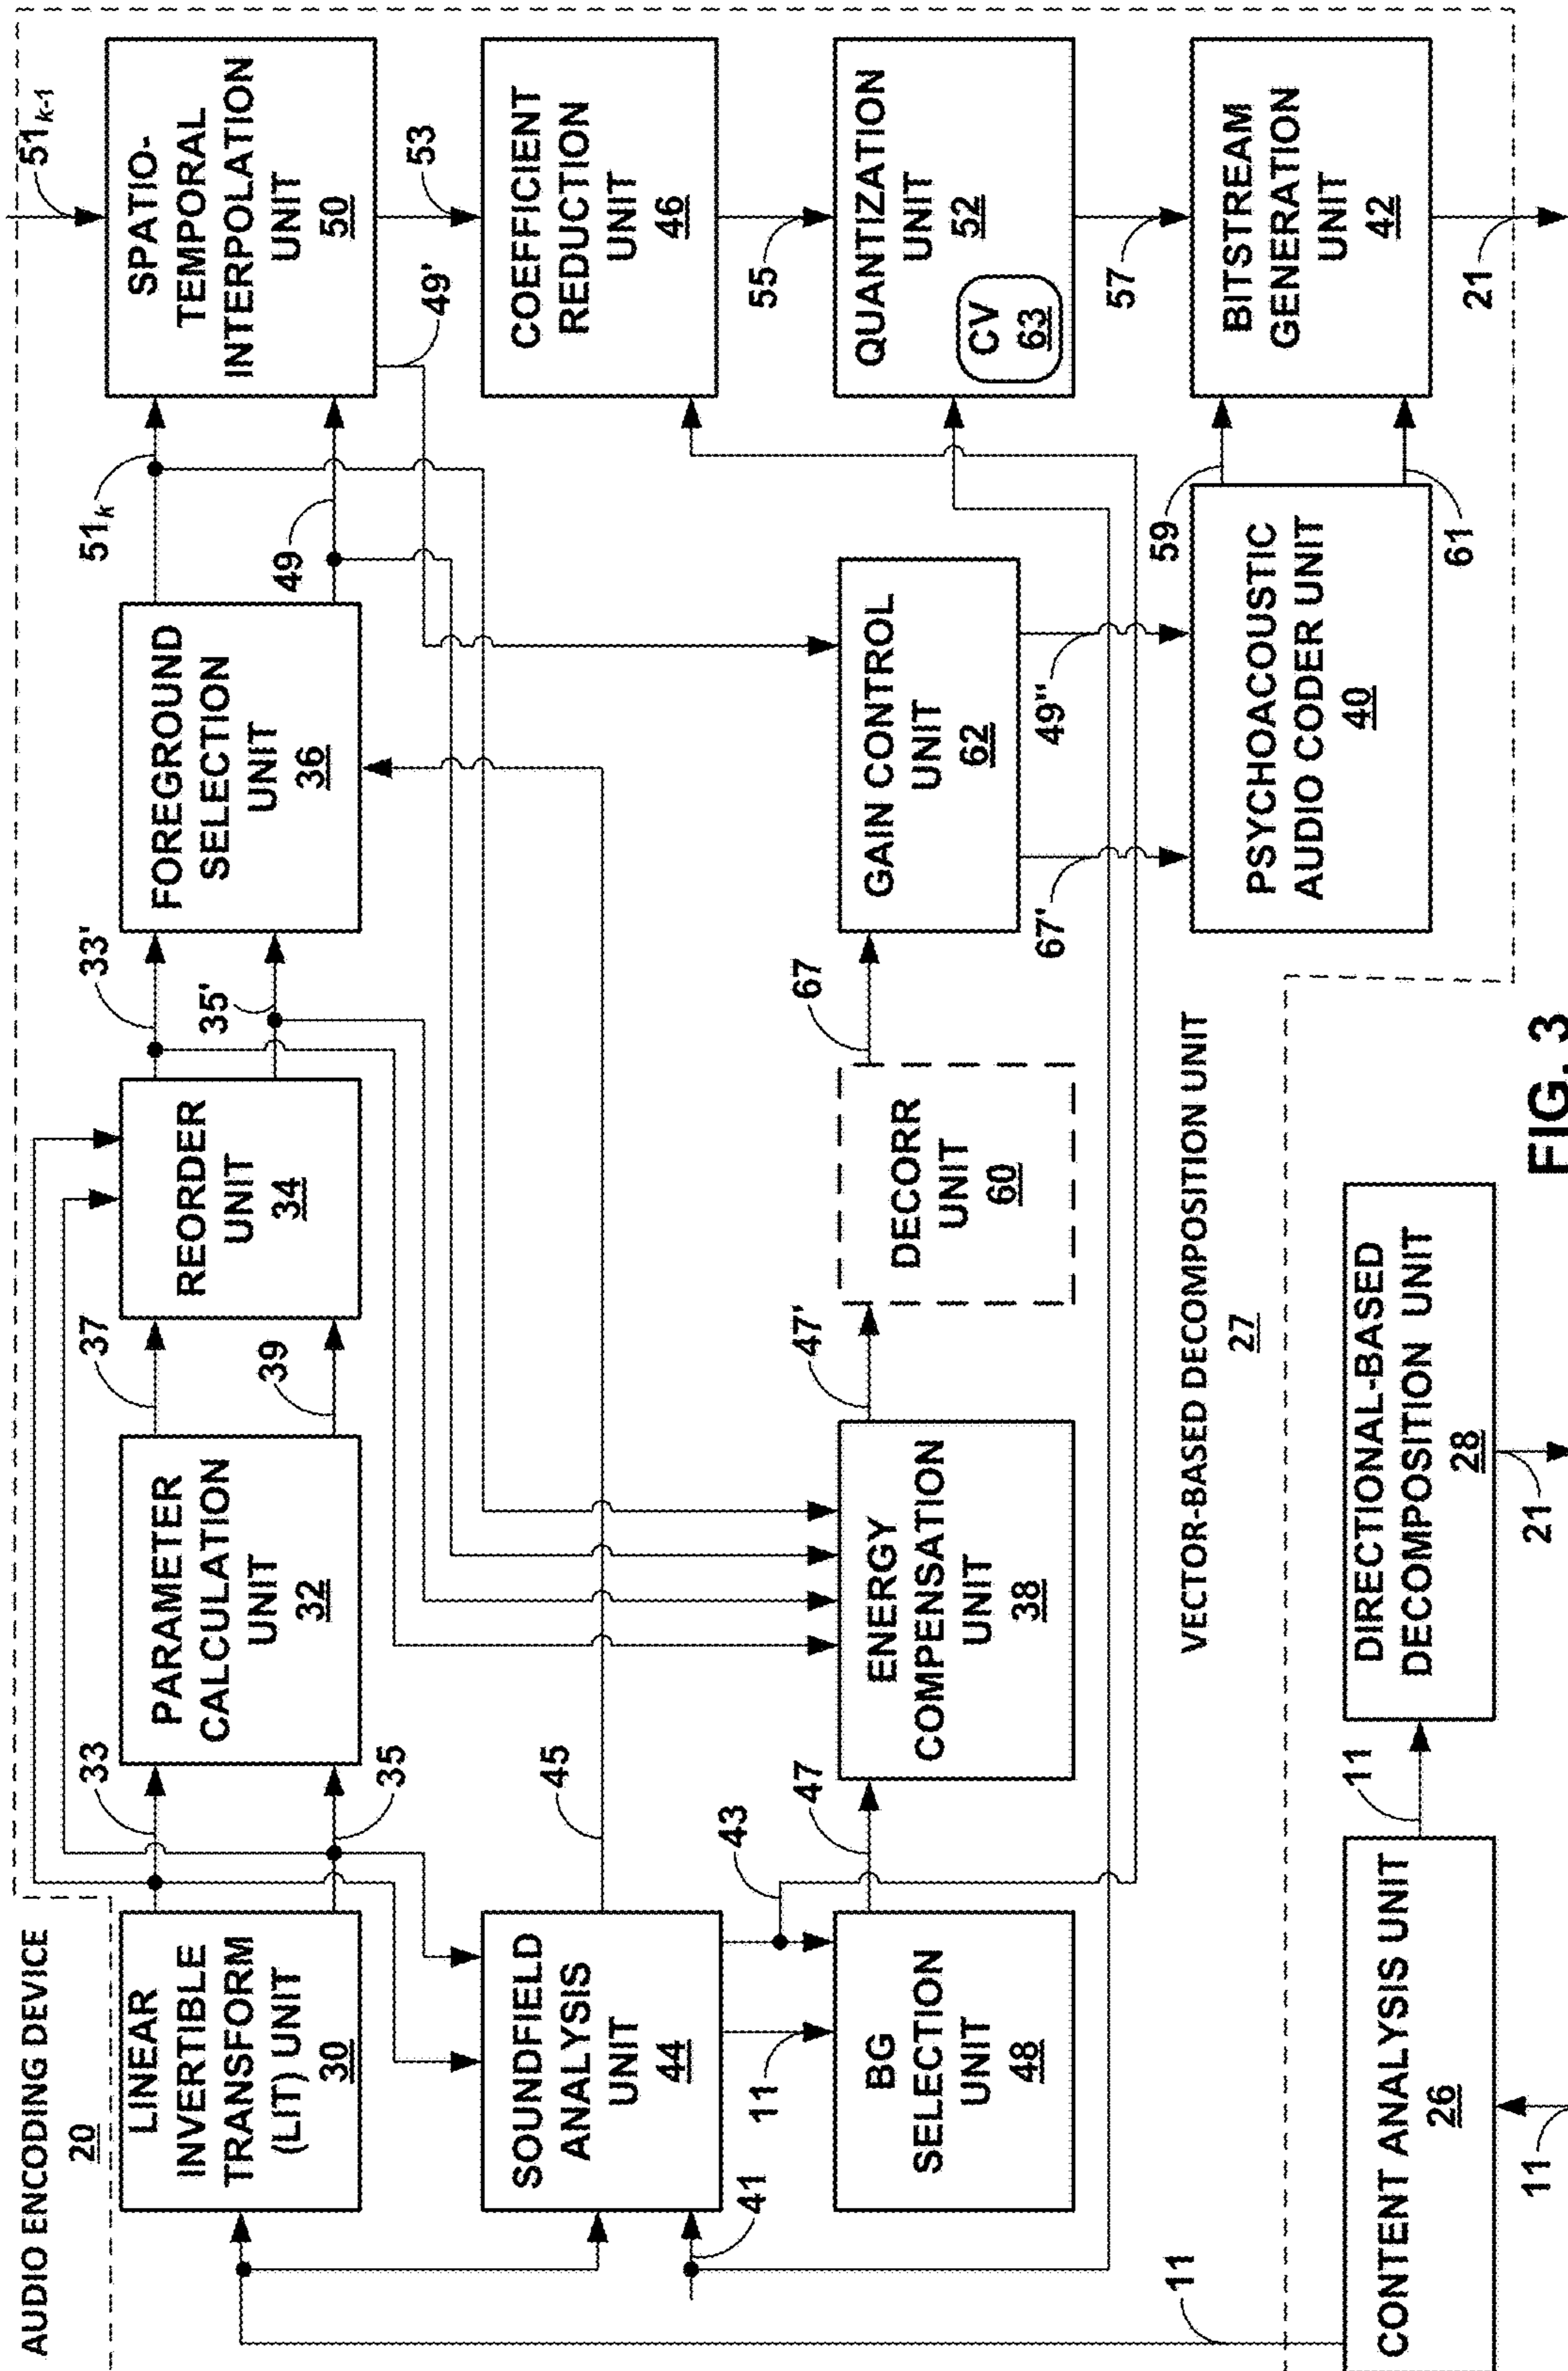 AUDIO ENCODING DEVICE
20
LINEAR
INVERTIBLE
TRANSFORM
(LIT) UNIT
30
33
35
PARAMETER
CALCULATION
UNIT
32
37
39
REORDER
UNIT
34
33'
35'
FOREGROUND
SELECTION
UNIT
36
51k
49
51k-1
SPATIO-
TEMPORAL
INTERPOLATION
UNIT
50
49'
53
SOUNDFIELD
ANALYSIS
UNIT
44
41
45
11
43
COEFFICIENT
REDUCTION
UNIT
46
55
BG
SELECTION
UNIT
48
47
ENERGY
COMPENSATION
UNIT
38
47'
DECORR
UNIT
60
67
GAIN CONTROL
UNIT
62
67'
49"
QUANTIZATION
UNIT
52
CV
63
57
PSYCHOACOUSTIC
AUDIO CODER UNIT
40
59
61
BITSTREAM
GENERATION
UNIT
42
21
VECTOR-BASED DECOMPOSITION UNIT
27
11
CONTENT ANALYSIS UNIT
26
11
11
DIRECTIONAL-BASED
DECOMPOSITION UNIT
28
21
FIG. 3